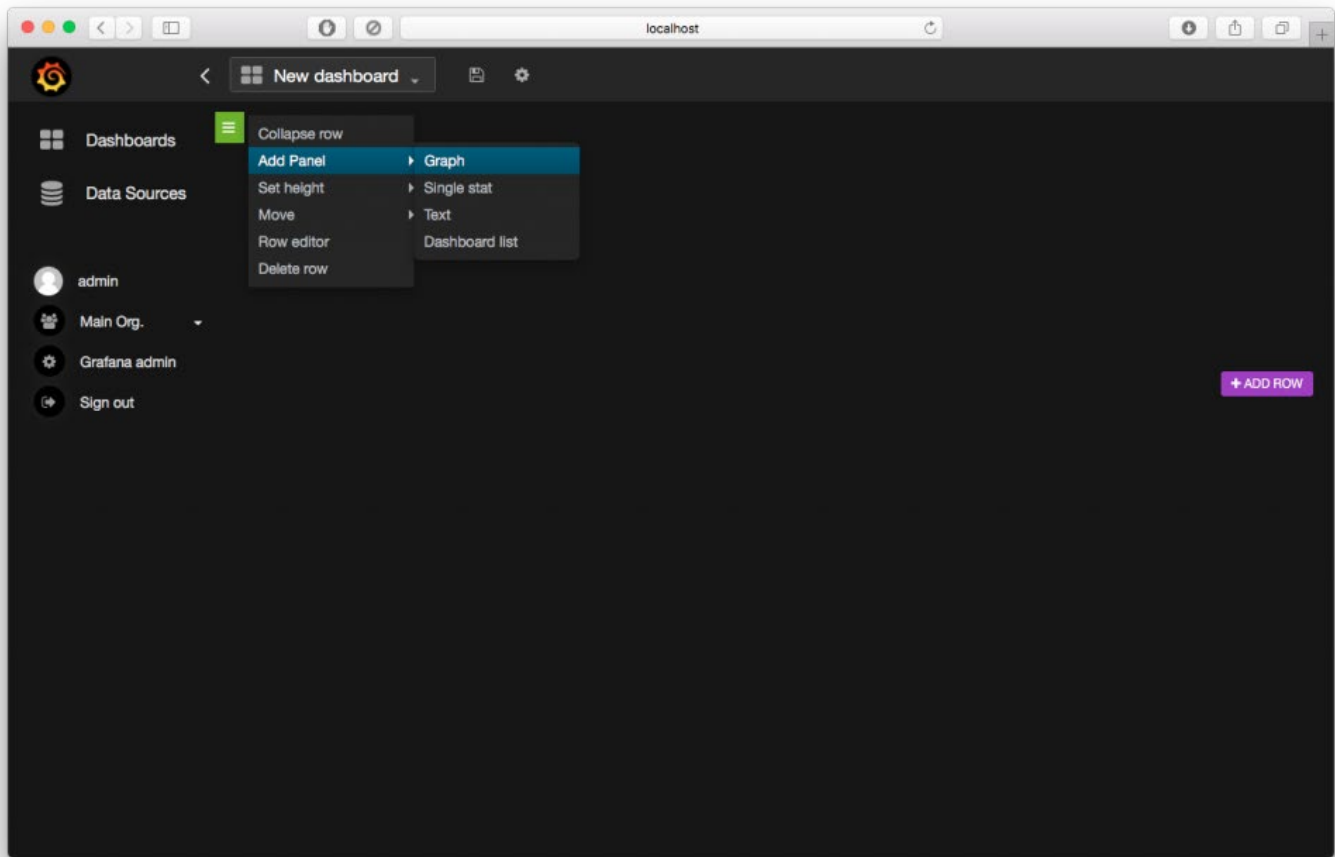 localhost
New dashboard
Dashboards
Data Sources
admin
Main Org.
Grafana admin
Sign out
Collapse row
Add Panel
Set height
Move
Row editor
Delete row
Graph
Single stat
Text
Dashboard list
+ ADD ROW